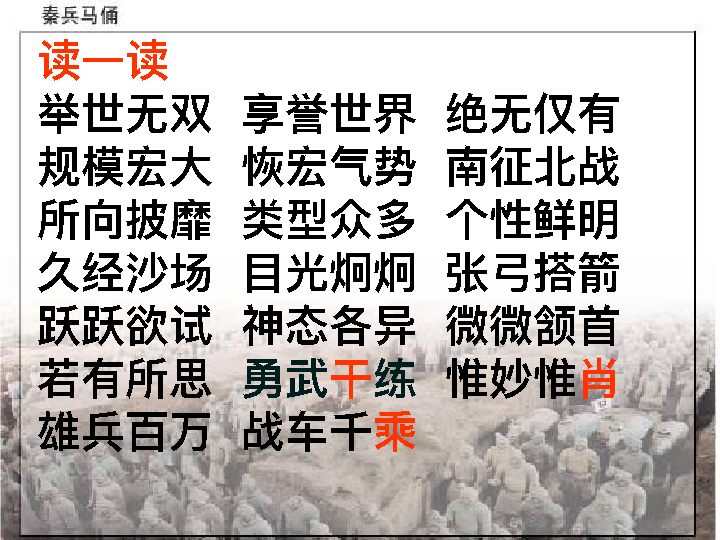 秦兵马俑
读一读
举世无双 享誉世界 绝无仅有
规模宏大 恢宏气势 南征北战
所向披靡 类型众多 个性鲜明
久经沙场 目光炯炯 张弓搭箭
跃跃欲试 神态各异 微微颔首
若有所思 勇武干练 惟妙惟肖
雄兵百万 战车千乘